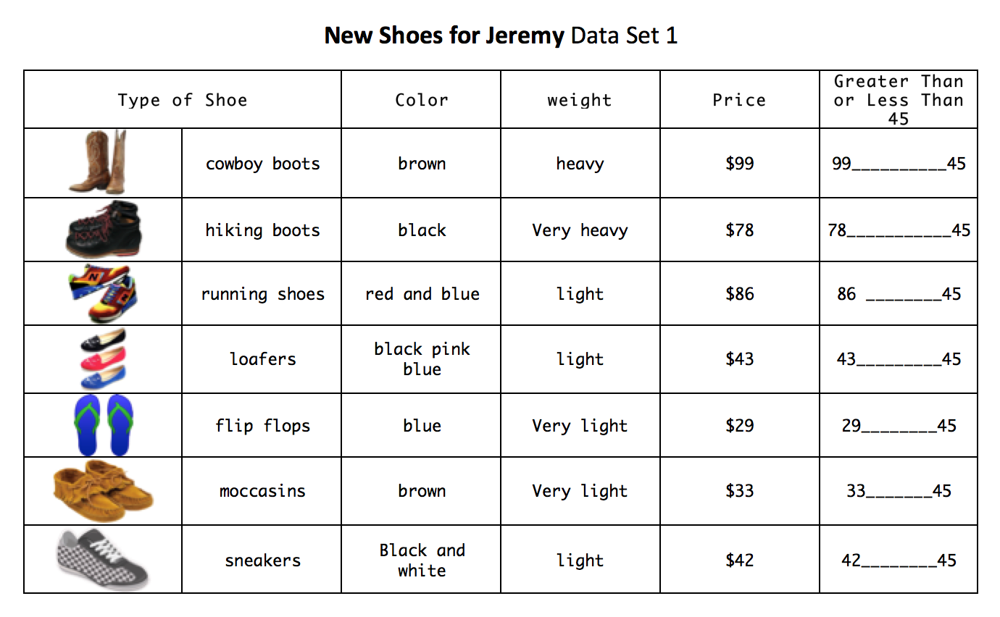 New Shoes for Jeremy Data Set 1
Type of Shoe
Color
weight
Price
Greater Than
or Less Than
45
cowboy boots
brown
heavy
$99
99__________45
hiking boots
black
Very heavy
$78
78___________45
N
N
running shoes
red and blue
light
$86
86 ________45
loafers
black pink
blue
light
$43
43_________45
flip flops
blue
Very light
$29
29________45
moccasins
brown
Very light
$33
33_______45
sneakers
Black and
white
light
$42
42________45